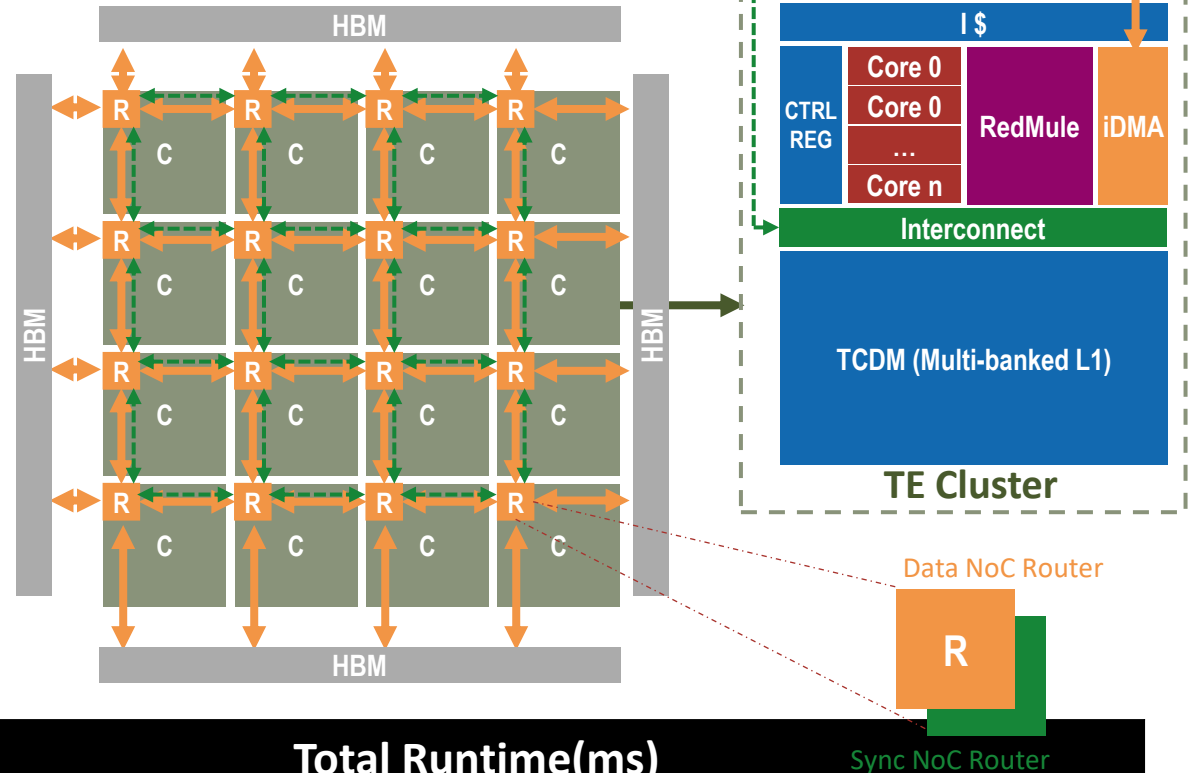 HBM
HBM
HBM
HBM
R R R R
C C C C
R R R R
C C C C
R R R R
C C C C
R R R R
C C C C
I $
CTRL
REG
Core 0
Core 0
...
Core n
RedMule
iDMA
Interconnect
TCDM (Multi-banked L1)
TE Cluster
Data NoC Router
R
Sync NoC Router
Total Runtime(ms)